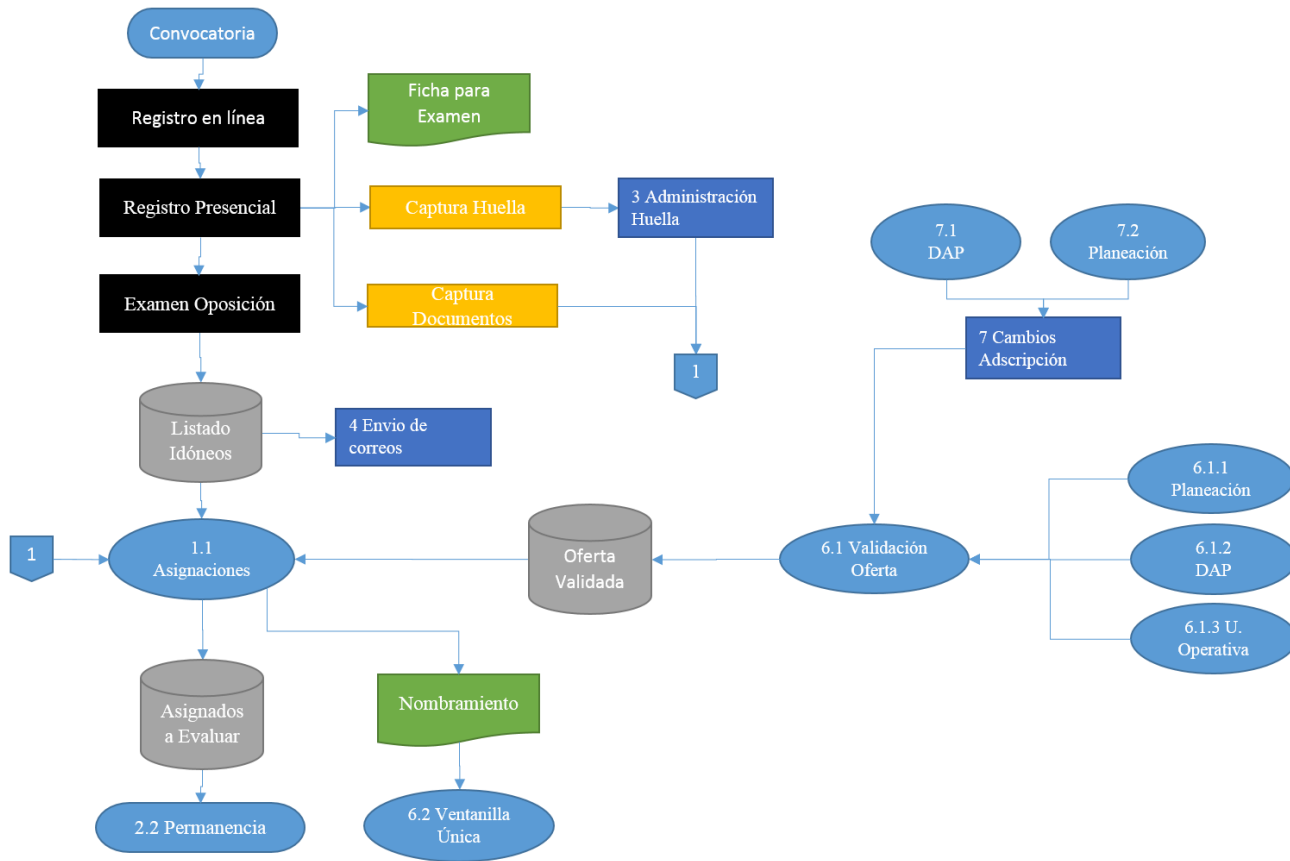 Convocatoria
Registro en línea
Ficha para
Examen
Registro Presencial
Captura Huella
3 Administración
Huella
7.1
DAP
7.2
Planeación
Examen Oposición
Captura
Documentos
7 Cambios
Adscripción
1
Listado
Idóneos
4 Envio de
correos
6.1.1
Planeación
1
1.1
Asignaciones
Oferta
Validada
6.1 Validación
Oferta
6.1.2
DAP
6.1.3 U.
Operativa
Asignados
a Evaluar
Nombramiento
2.2 Permanencia
6.2 Ventanilla
Única